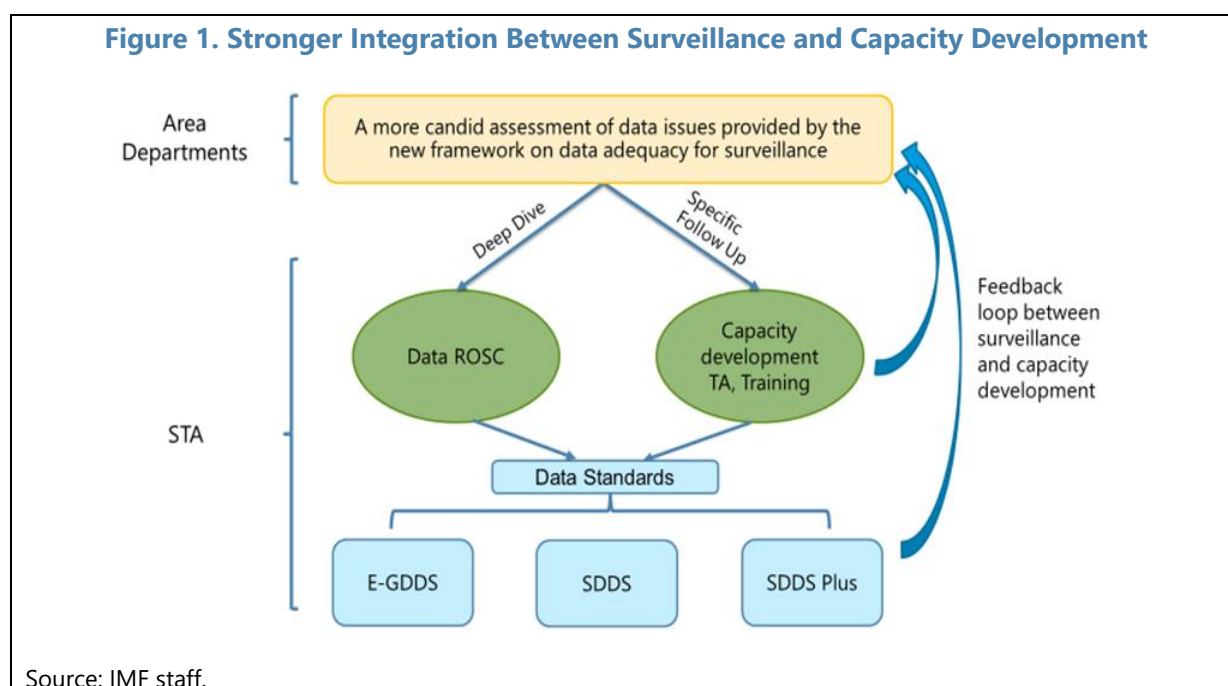 Figure 1. Stronger Integration Between Surveillance and Capacity Development
Area
Departments
A more candid assessment of data issues provided by the
new framework on data adequacy for surveillance
Deep Dive
Specific
Follow Up
Feedback
loop between
surveillance
and capacity
development
Data ROSC
Capacity
development
TA, Training
STA
Data Standards
E-GDDS
SDDS
SDDS Plus
Source: IMF staff.